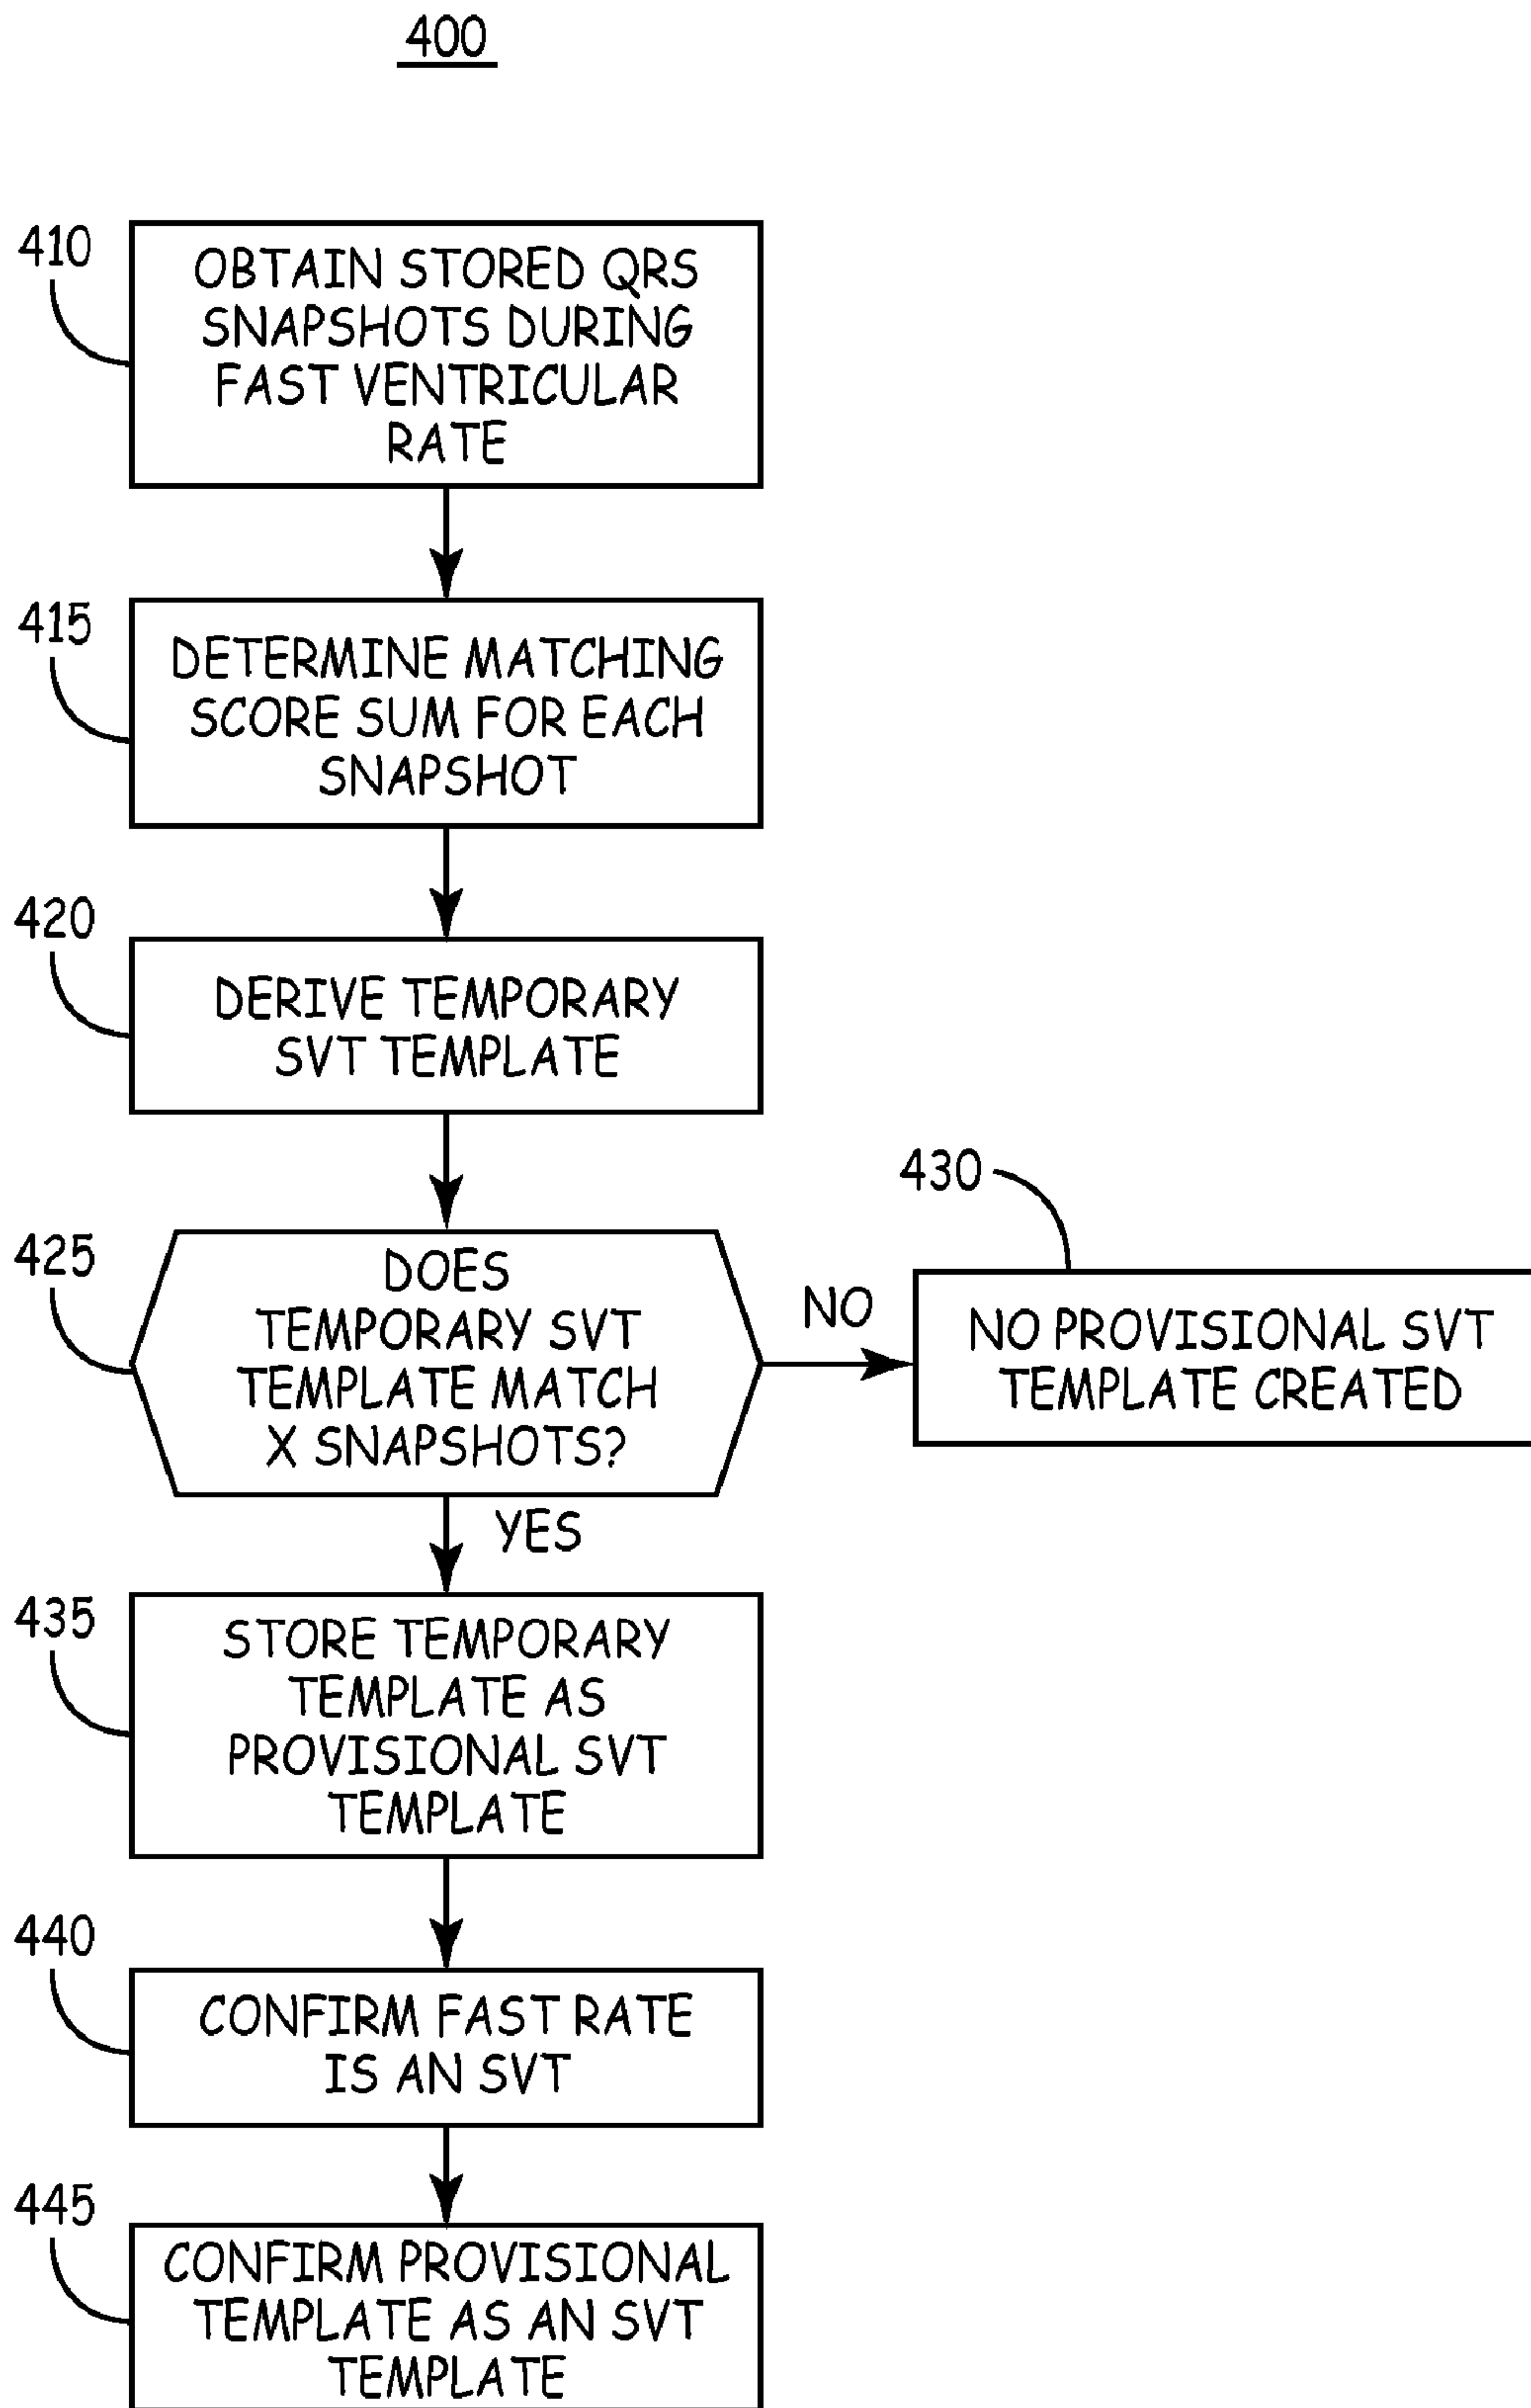 400
410
OBTAIN STORED QRS
SNAPSHOTS DURING
FAST VENTRICULAR
RATE
415
DETERMINE MATCHING
SCORE SUM FOR EACH
SNAPSHOT
420
DERIVE TEMPORARY
SVT TEMPLATE
425
DOES
TEMPORARY SVT
TEMPLATE MATCH
X SNAPSHOTS?
NO
430
NO PROVISIONAL SVT
TEMPLATE CREATED
YES
435
STORE TEMPORARY
TEMPLATE AS
PROVISIONAL SVT
TEMPLATE
440
CONFIRM FAST RATE
IS AN SVT
445
CONFIRM PROVISIONAL
TEMPLATE AS AN SVT
TEMPLATE